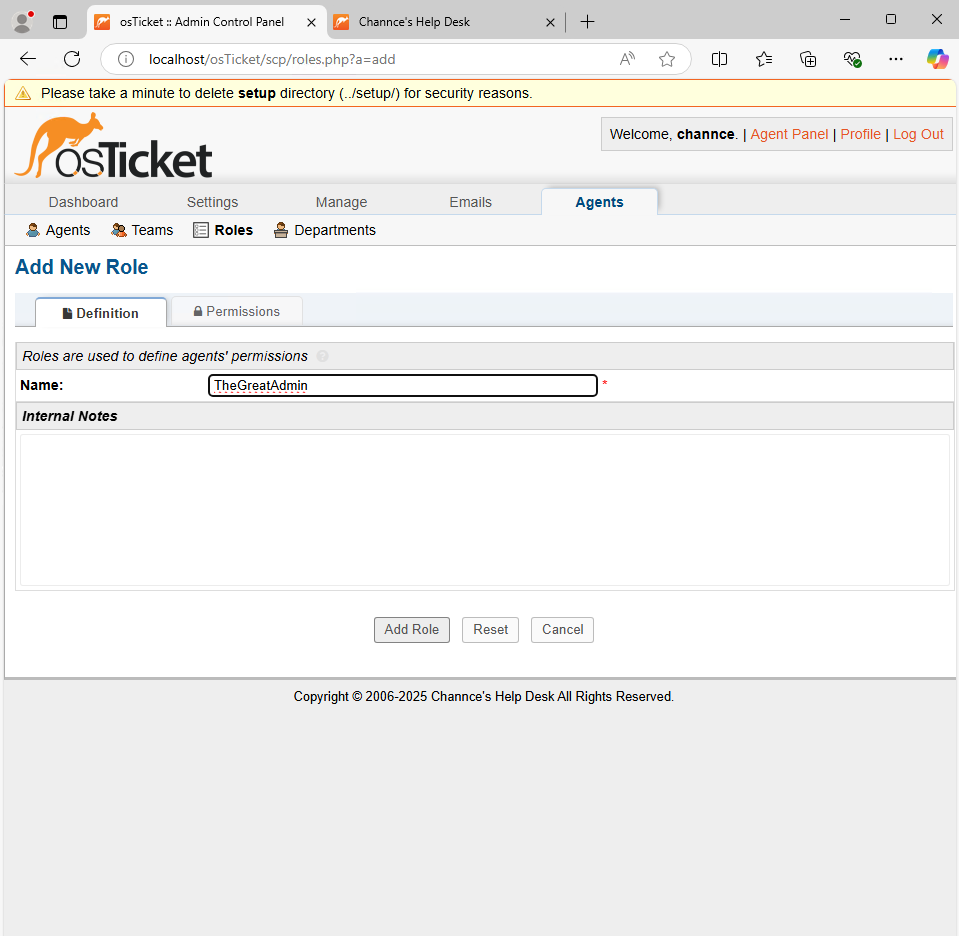 osTicket :: Admin Control Panel
Channce's Help Desk
localhost/osTicket/scp/roles.php?a=add
Please take a minute to delete setup directory (../setup/) for security reasons.
osTicket
Welcome, channce. | Agent Panel | Profile | Log Out
Dashboard Settings Manage Emails Agents
Agents Teams Roles Departments
Add New Role
Definition Permissions
Roles are used to define agents' permissions ?
Name: TheGreatAdmin *
Internal Notes
Add Role Reset Cancel
Copyright © 2006-2025 Channce's Help Desk All Rights Reserved.